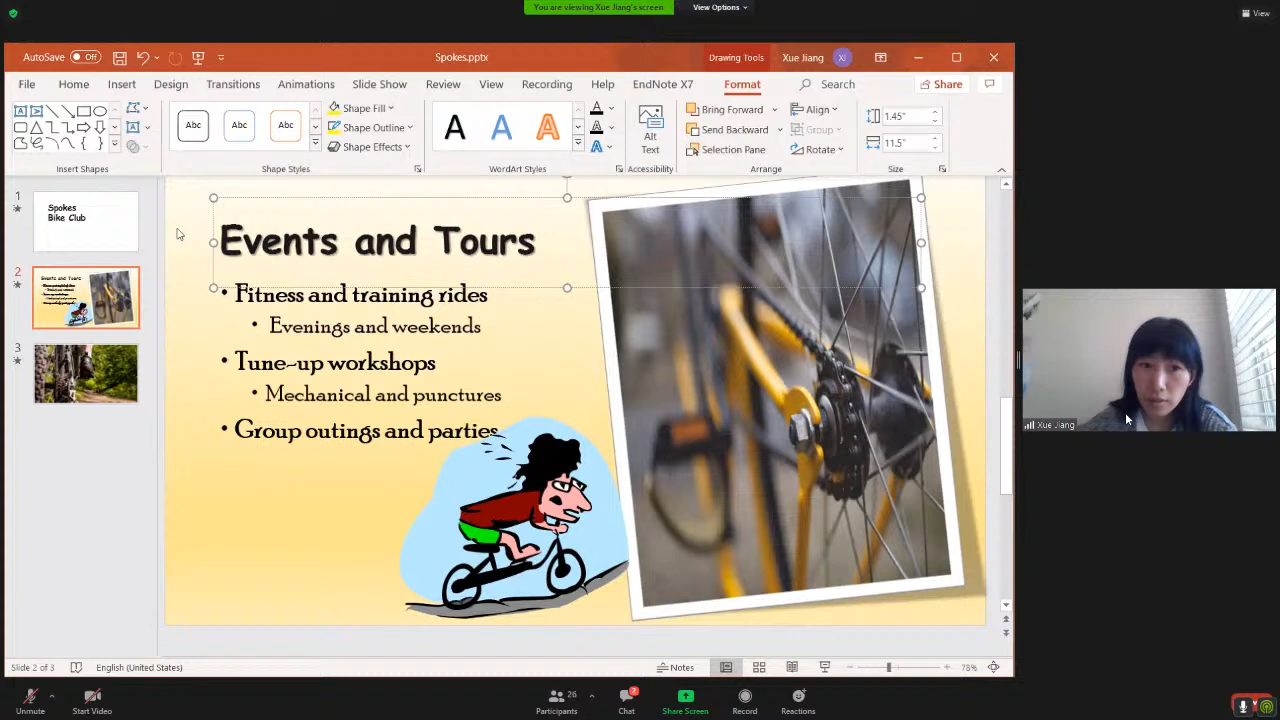 You are viewing Xue Jiang's screen
View Options
View
AutoSave Off
Spokes.pptx
Drawing Tools
Xue Jiang
XJ
File Home Insert Design Transitions Animations Slide Show Review View Recording Help EndNote X7 Format Search Share
Abc Abc Abc
Shape Fill
Shape Outline
Shape Effects
A A A
Alt
Text
Bring Forward
Send Backward
Selection Pane
Align
Group
Rotate
1.45"
11.5"
Insert Shapes
Shape Styles
WordArt Styles
Accessibility
Arrange
Size
1
Spokes
Bike Club
2
Events and Tours
3
Events and Tours
• Fitness and training rides
• Evenings and weekends
• Tune-up workshops
• Mechanical and punctures
• Group outings and parties
Xue Jiang
Slide 2 of 3
English (United States)
Notes
78%
Unmute
Start Video
26
Participants
2
Chat
Share Screen
Record
Reactions